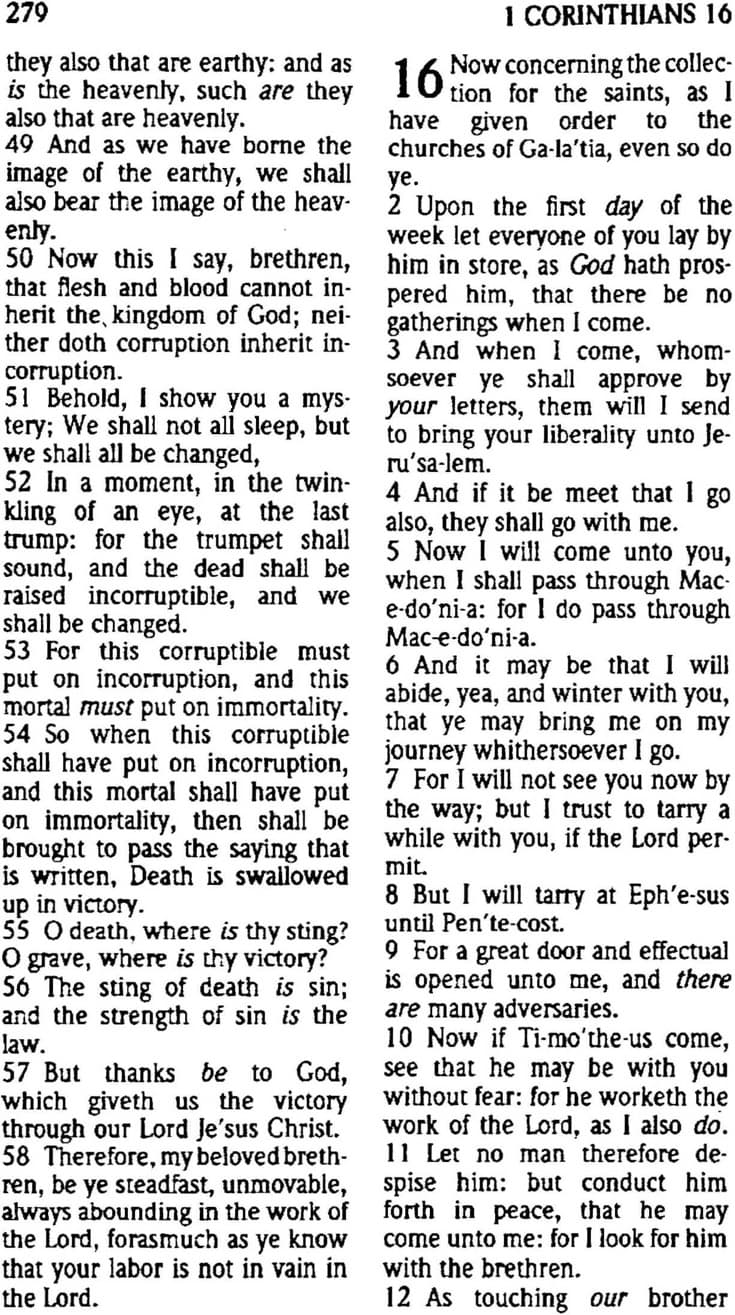 279
1 CORINTHIANS 16
they also that are earthy: and as
is the heavenly, such are they
also that are heavenly.
49 And as we have borne the
image of the earthy, we shall
also bear the image of the heav-
enly.
50 Now this I say, brethren,
that flesh and blood cannot in-
herit the kingdom of God; nei-
ther doth corruption inherit in-
corruption.
51 Behold, I show you a mys-
tery; We shall not all sleep, but
we shall all be changed,
52 In a moment, in the twin-
kling of an eye, at the last
trump: for the trumpet shall
sound, and the dead shall be
raised incorruptible, and we
shall be changed.
53 For this corruptible must
put on incorruption, and this
mortal must put on immortality.
54 So when this corruptible
shall have put on incorruption,
and this mortal shall have put
on immortality, then shall be
brought to pass the saying that
is written, Death is swallowed
up in victory.
55 O death, where is thy sting?
O grave, where is thy victory?
56 The sting of death is sin;
and the strength of sin is the
law.
57 But thanks be to God,
which giveth us the victory
through our Lord Je'sus Christ.
58 Therefore, my beloved breth-
ren, be ye steadfast, unmovable,
always abounding in the work of
the Lord, forasmuch as ye know
that your labor is not in vain in
the Lord.
16 Now concerning the collec-
tion for the saints, as I
have given order to the
churches of Ga-la'tia, even so do
ye.
2 Upon the first day of the
week let everyone of you lay by
him in store, as God hath pros-
pered him, that there be no
gatherings when I come.
3 And when I come, whom-
soever ye shall approve by
your letters, them will I send
to bring your liberality unto Je-
ru'sa-lem.
4 And if it be meet that I go
also, they shall go with me.
5 Now I will come unto you,
when I shall pass through Mac-
e-do'ni-a: for I do pass through
Mac-e-do'ni-a.
6 And it may be that I will
abide, yea, and winter with you,
that ye may bring me on my
journey whithersoever I go.
7 For I will not see you now by
the way; but I trust to tarry a
while with you, if the Lord per-
mit.
8 But I will tarry at Eph'e-sus
until Pen'te-cost.
9 For a great door and effectual
is opened unto me, and there
are many adversaries.
10 Now if Ti-mo'the-us come,
see that he may be with you
without fear: for he worketh the
work of the Lord, as I also do.
11 Let no man therefore de-
spise him: but conduct him
forth in peace, that he may
come unto me: for I look for him
with the brethren.
12 As touching our brother